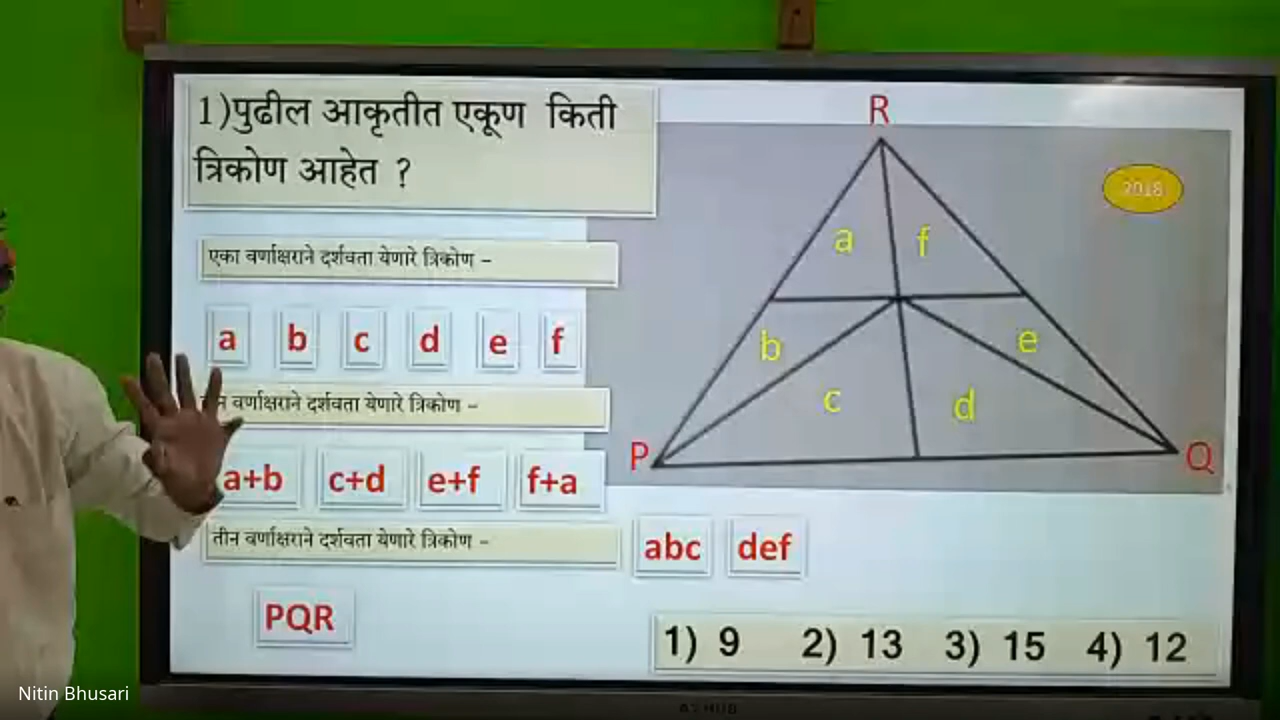 1)पुढील आकृतीत एकूण किती
त्रिकोण आहेत ?
एका वर्णाक्षराने दर्शवता येणारे त्रिकोण –
a b c d e f
वर्णाक्षराने दर्शवता येणारे त्रिकोण –
a+b c+d e+f f+a
तीन वर्णाक्षराने दर्शवता येणारे त्रिकोण –
abc def
PQR
R
2018
a f
b e
c d
P Q
1) 9 2) 13 3) 15 4) 12
Nitin Bhusari